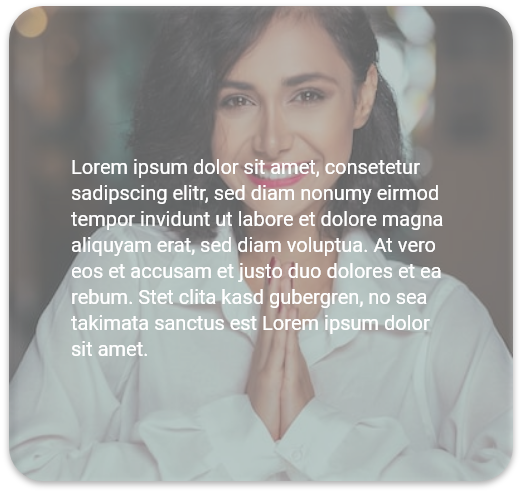 Lorem ipsum dolor sit amet, consetetur
sadipscing elitr, sed diam nonumy eirmod
tempor invidunt ut labore et dolore magna
aliquyam erat, sed diam voluptua. At vero
eos et accusam et justo duo dolores et ea
rebum. Stet clita kasd gubergren, no sea
takimata sanctus est Lorem ipsum dolor
sit amet.